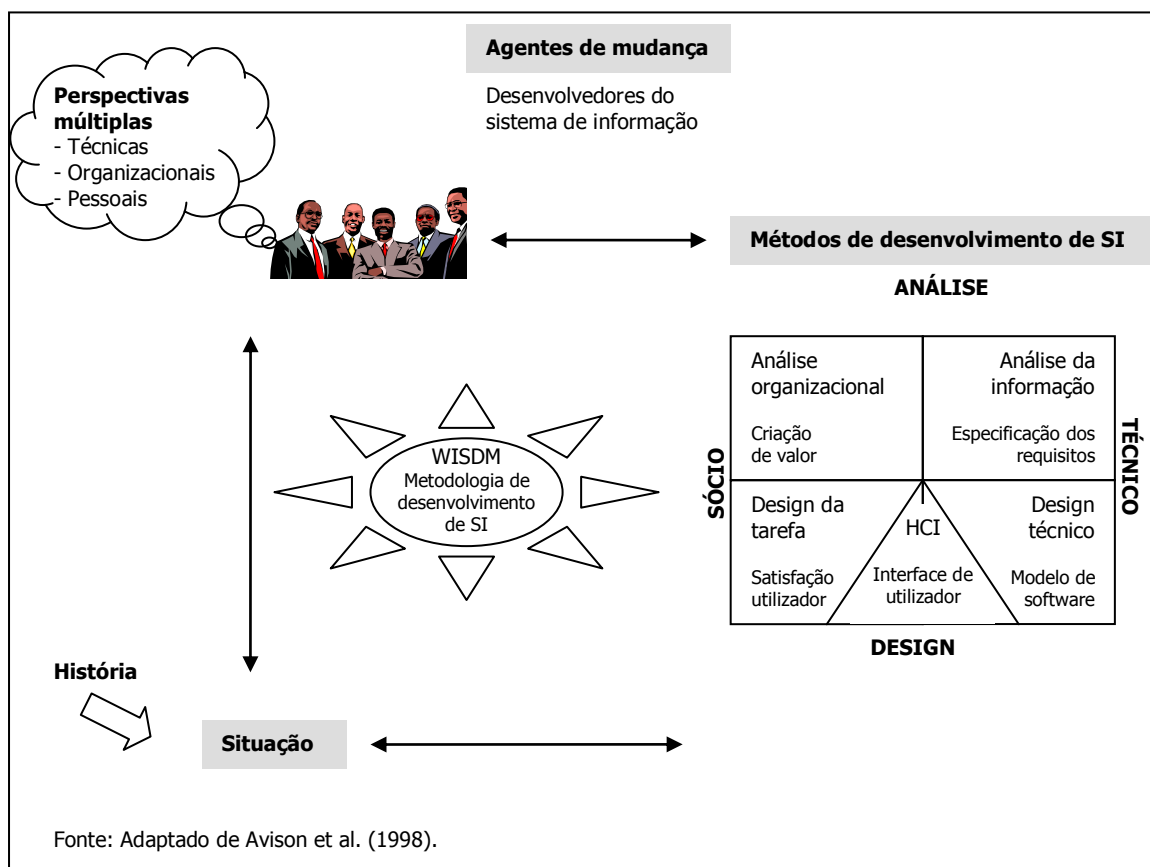 Agentes de mudança
Desenvolvedores do
sistema de informação
Perspectivas
múltiplas
- Técnicas
- Organizacionais
- Pessoais
Métodos de desenvolvimento de SI
ANÁLISE
Análise
organizacional
Criação
de valor
Análise da
informação
Especificação dos
requisitos
SÓCIO
TÉCNICO
WISDM
Metodologia de
desenvolvimento
de SI
Design da
tarefa
Satisfação
utilizador
HCI
Interface de
utilizador
Design
técnico
Modelo de
software
DESIGN
História
Situação
Fonte: Adaptado de Avison et al. (1998).